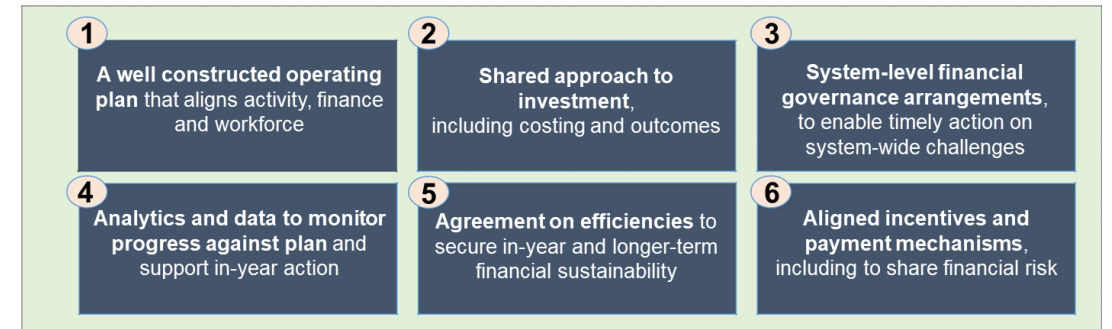 1
A well constructed operating
plan that aligns activity, finance
and workforce
2
Shared approach to
investment,
including costing and outcomes
3
System-level financial
governance arrangements,
to enable timely action on
system-wide challenges
4
Analytics and data to monitor
progress against plan and
support in-year action
5
Agreement on efficiencies to
secure in-year and longer-term
financial sustainability
6
Aligned incentives and
payment mechanisms,
including to share financial risk